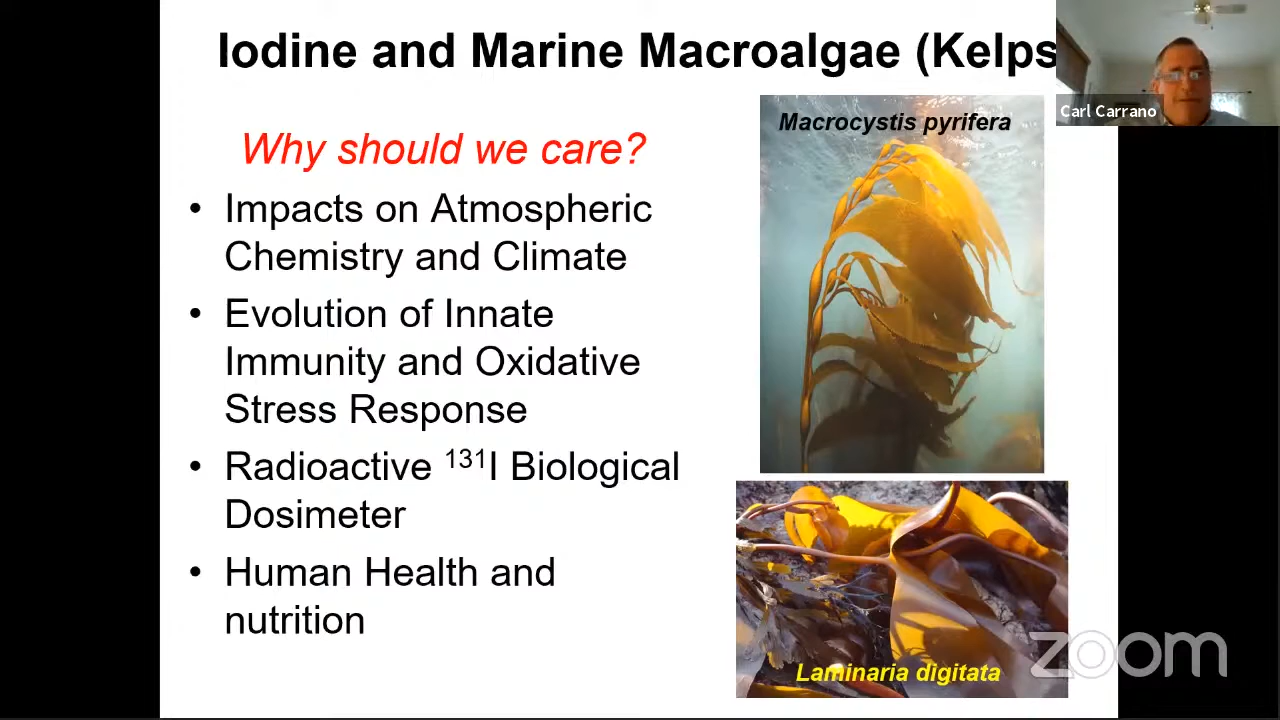 Iodine and Marine Macroalgae (Kelps
Carl Carrano
Why should we care?
• Impacts on Atmospheric
Chemistry and Climate
• Evolution of Innate
Immunity and Oxidative
Stress Response
• Radioactive ¹³¹I Biological
Dosimeter
• Human Health and
nutrition
Macrocystis pyrifera
Laminaria digitata
zoom